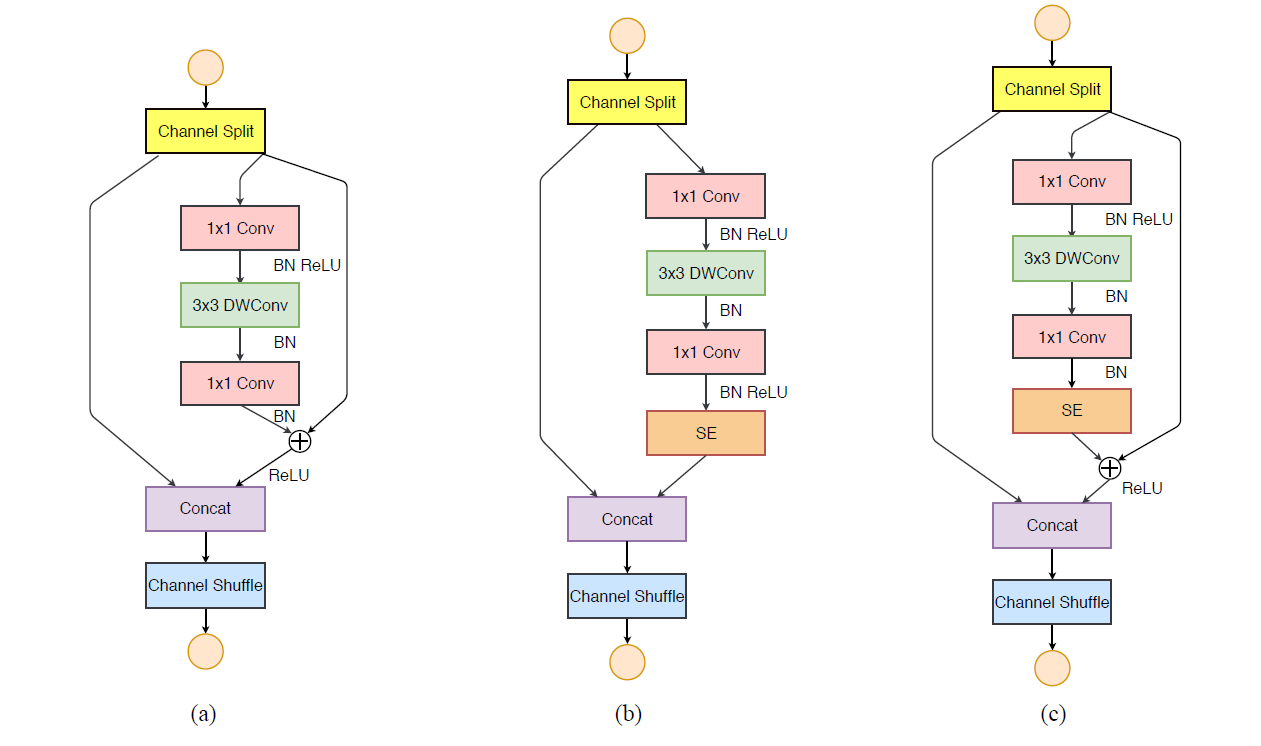 Channel Split
1x1 Conv
BN ReLU
3x3 DWConv
BN
1x1 Conv
BN
ReLU
Concat
Channel Shuffle
(a)
Channel Split
1x1 Conv
BN ReLU
3x3 DWConv
BN
1x1 Conv
BN ReLU
SE
Concat
Channel Shuffle
(b)
Channel Split
1x1 Conv
BN ReLU
3x3 DWConv
BN
1x1 Conv
BN
SE
ReLU
Concat
Channel Shuffle
(c)